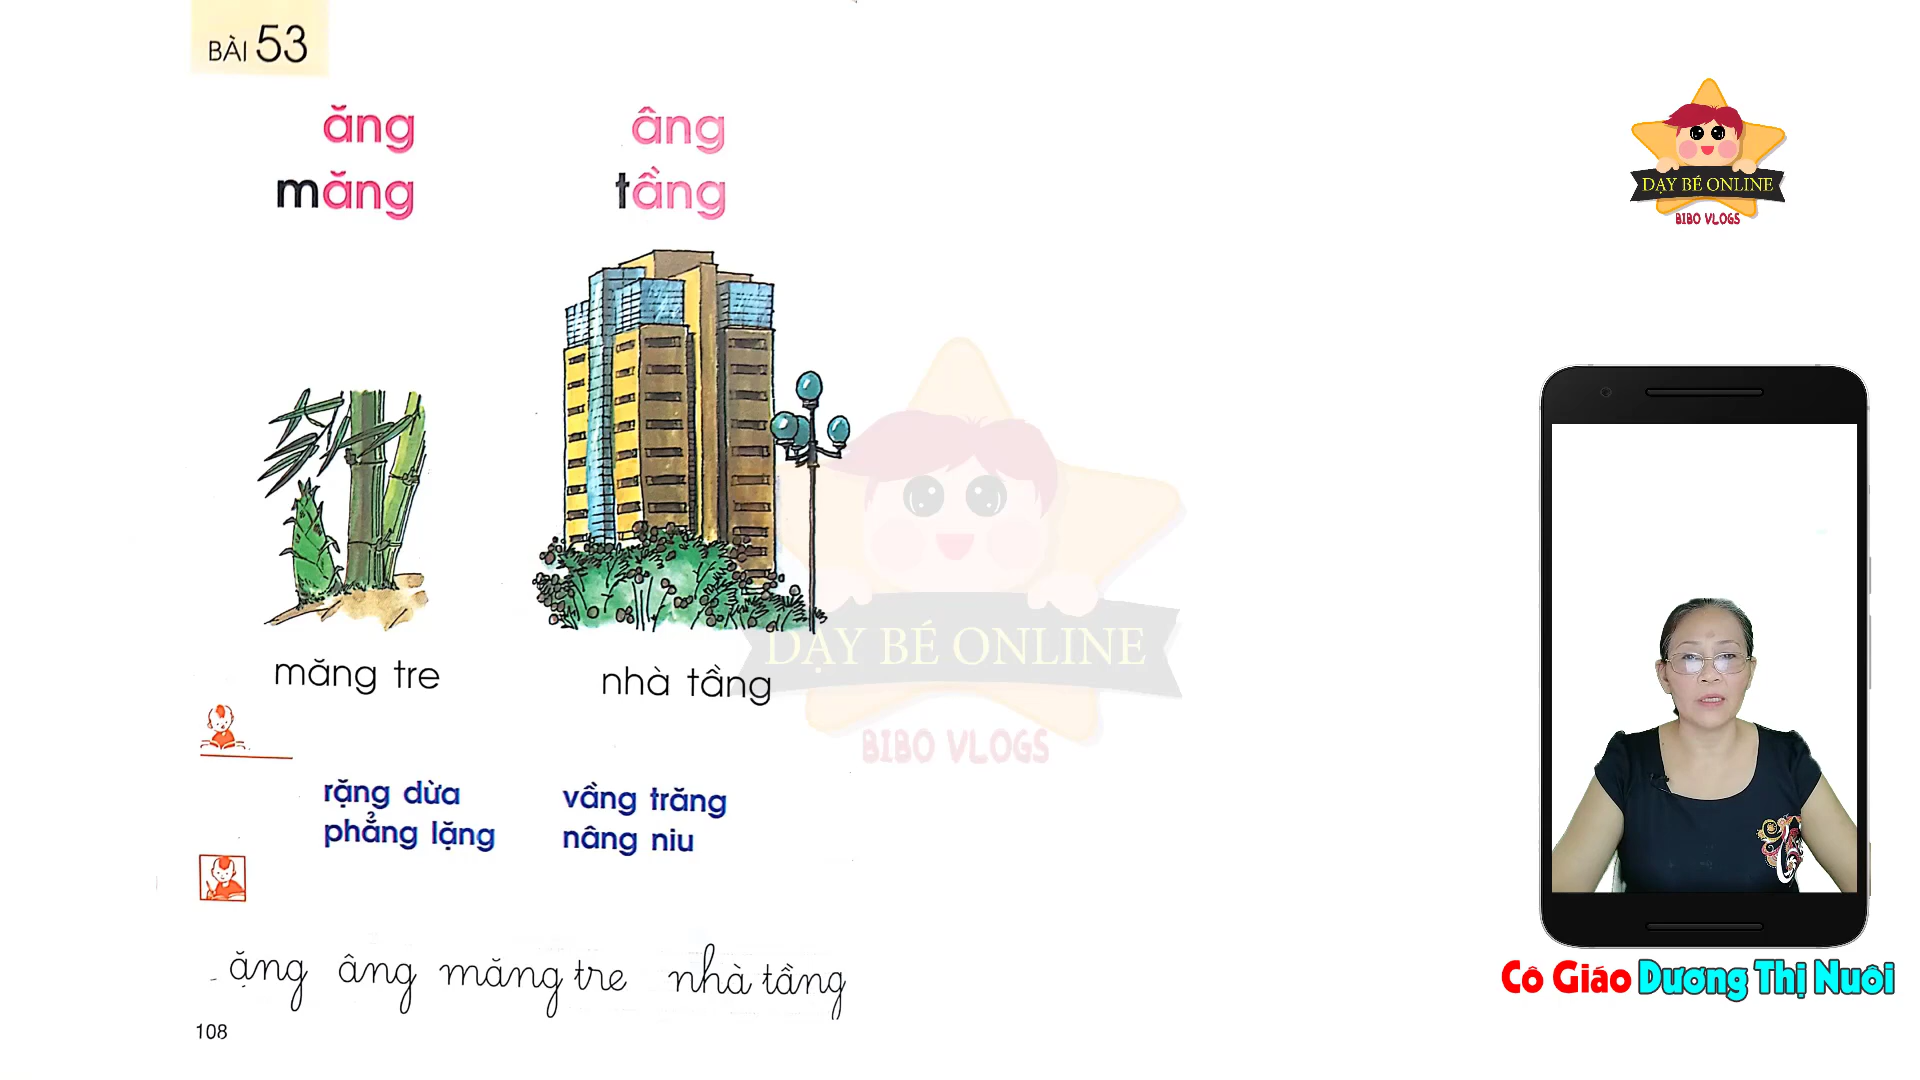 BÀI 53
ăng âng
măng tầng
măng tre nhà tầng
rặng dừa vầng trăng
phẳng lặng nâng niu
ăng âng măng tre nhà tầng
108
DẠY BÉ ONLINE
BIBO VLOGS
DẠY BÉ ONLINE
BIBO VLOGS
Cô Giáo Dương Thị Nuôi